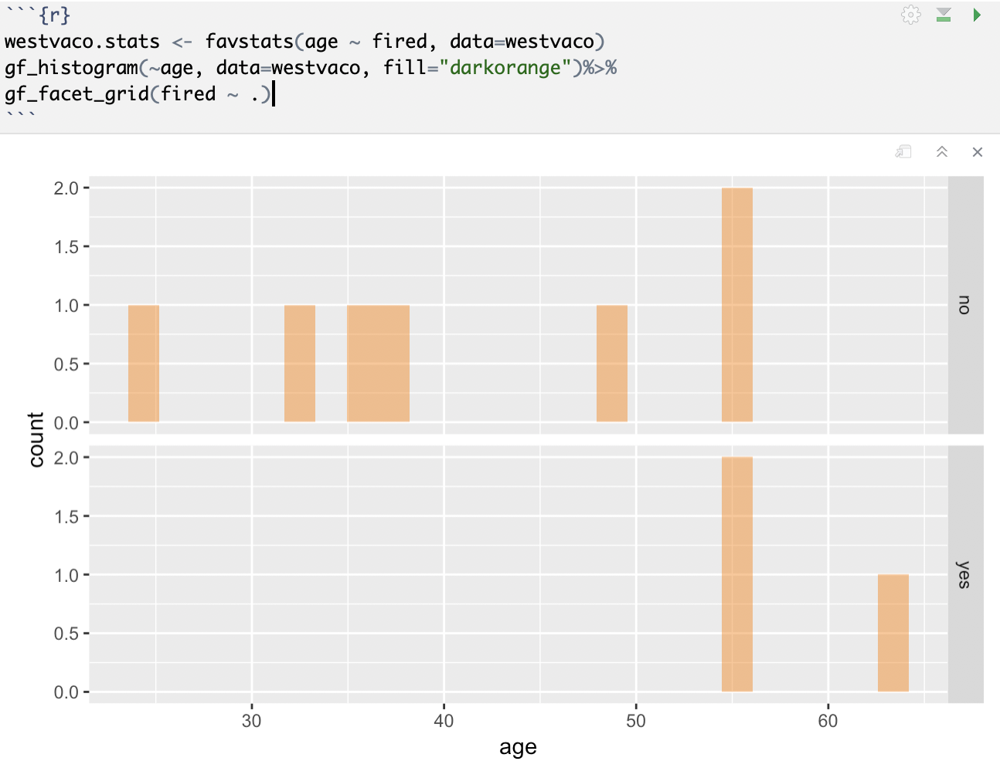 ```{r}
westvaco.stats <- favstats(age ~ fired, data=westvaco)
gf_histogram(~age, data=westvaco, fill="darkorange")%>%
gf_facet_grid(fired ~ .)
```
2.0
1.5
1.0
0.5
0.0
no
count
2.0
1.5
1.0
0.5
0.0
yes
30 40 50 60
age